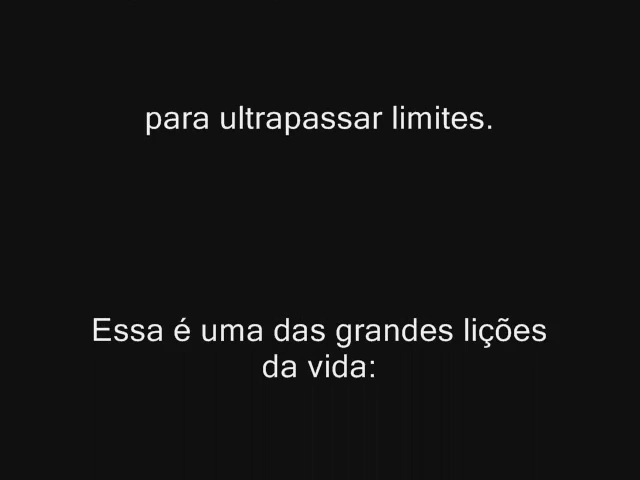 para ultrapassar limites.
Essa é uma das grandes lições
da vida: